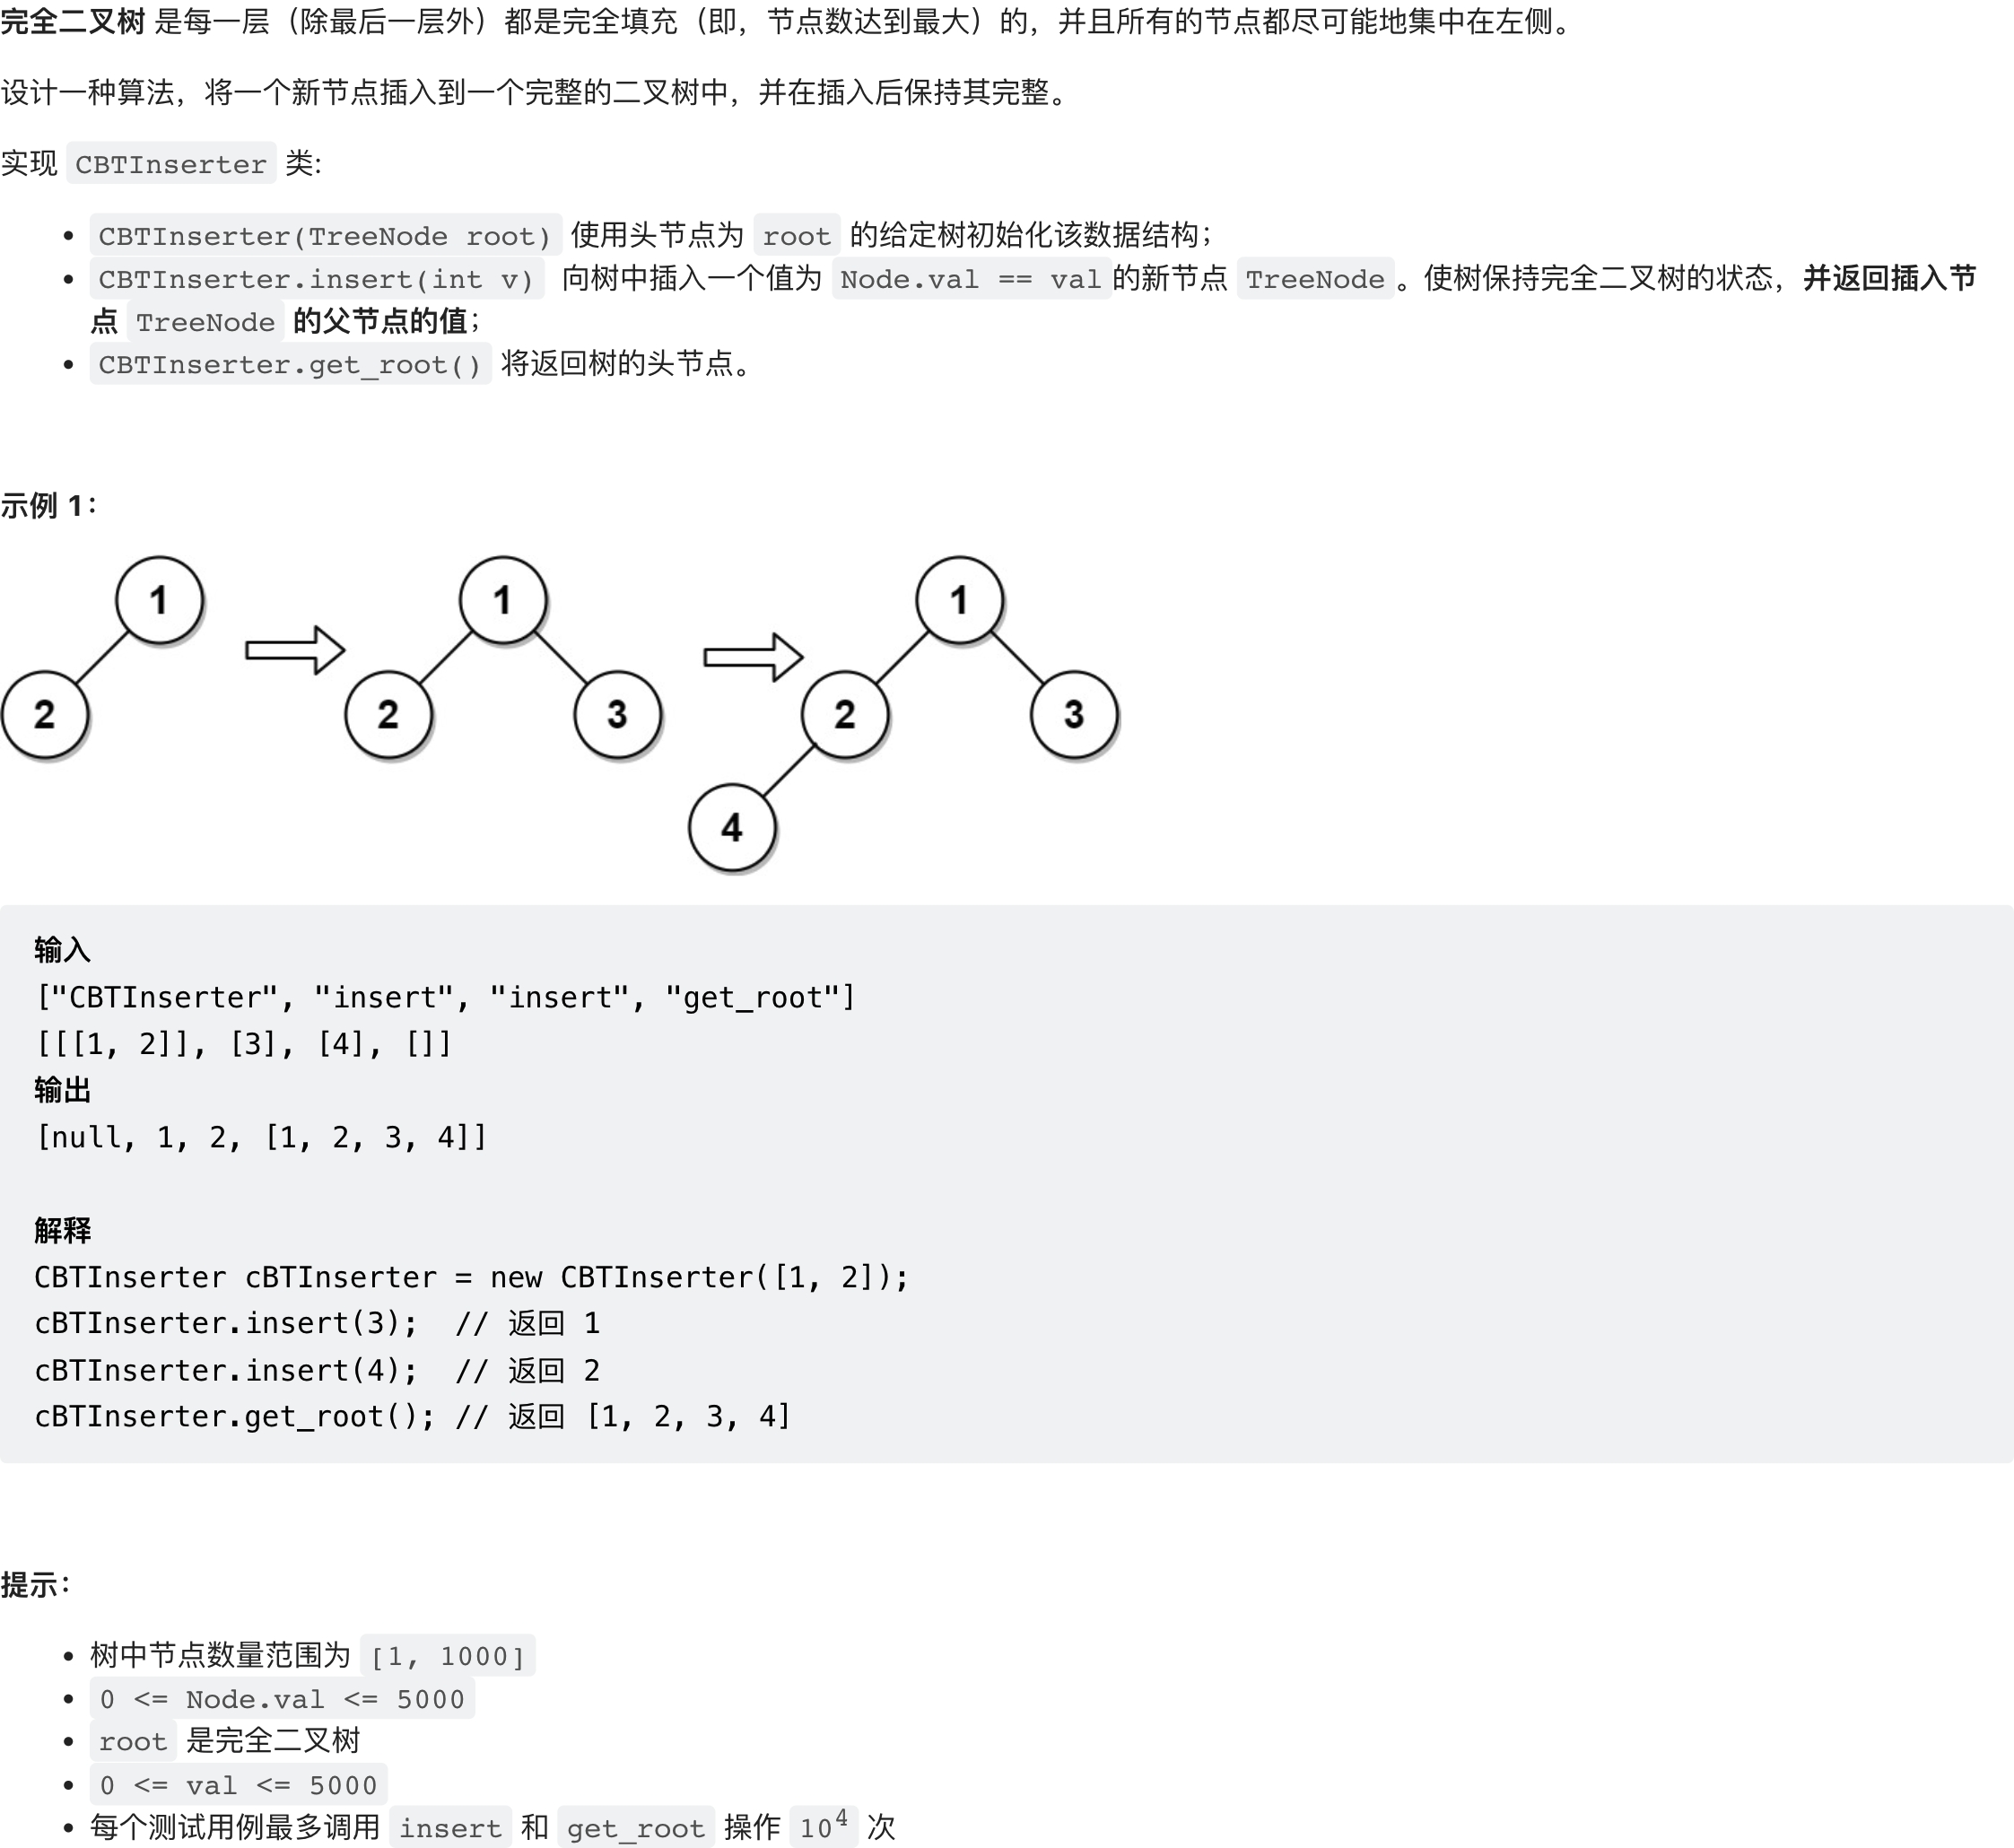 完全二叉树 是每一层（除最后一层外）都是完全填充（即，节点数达到最大）的，并且所有的节点都尽可能地集中在左侧。
设计一种算法，将一个新节点插入到一个完整的二叉树中，并在插入后保持其完整。
实现 CBTInserter 类:
CBTInserter(TreeNode root) 使用头节点为 root 的给定树初始化该数据结构；
CBTInserter.insert(int v)  向树中插入一个值为 Node.val == val的新节点 TreeNode。使树保持完全二叉树的状态，并返回插入节
点 TreeNode 的父节点的值；
CBTInserter.get_root() 将返回树的头节点。
示例 1：
1 1 1
2 2 3 2 3
4
输入
["CBTInserter", "insert", "insert", "get_root"]
[[[1, 2]], [3], [4], []]
输出
[null, 1, 2, [1, 2, 3, 4]]
解释
CBTInserter cBTInserter = new CBTInserter([1, 2]);
cBTInserter.insert(3);  // 返回 1
cBTInserter.insert(4);  // 返回 2
cBTInserter.get_root(); // 返回 [1, 2, 3, 4]
提示：
树中节点数量范围为 [1, 1000]
0 <= Node.val <= 5000
root 是完全二叉树
0 <= val <= 5000
每个测试用例最多调用 insert 和 get_root 操作 10⁴ 次